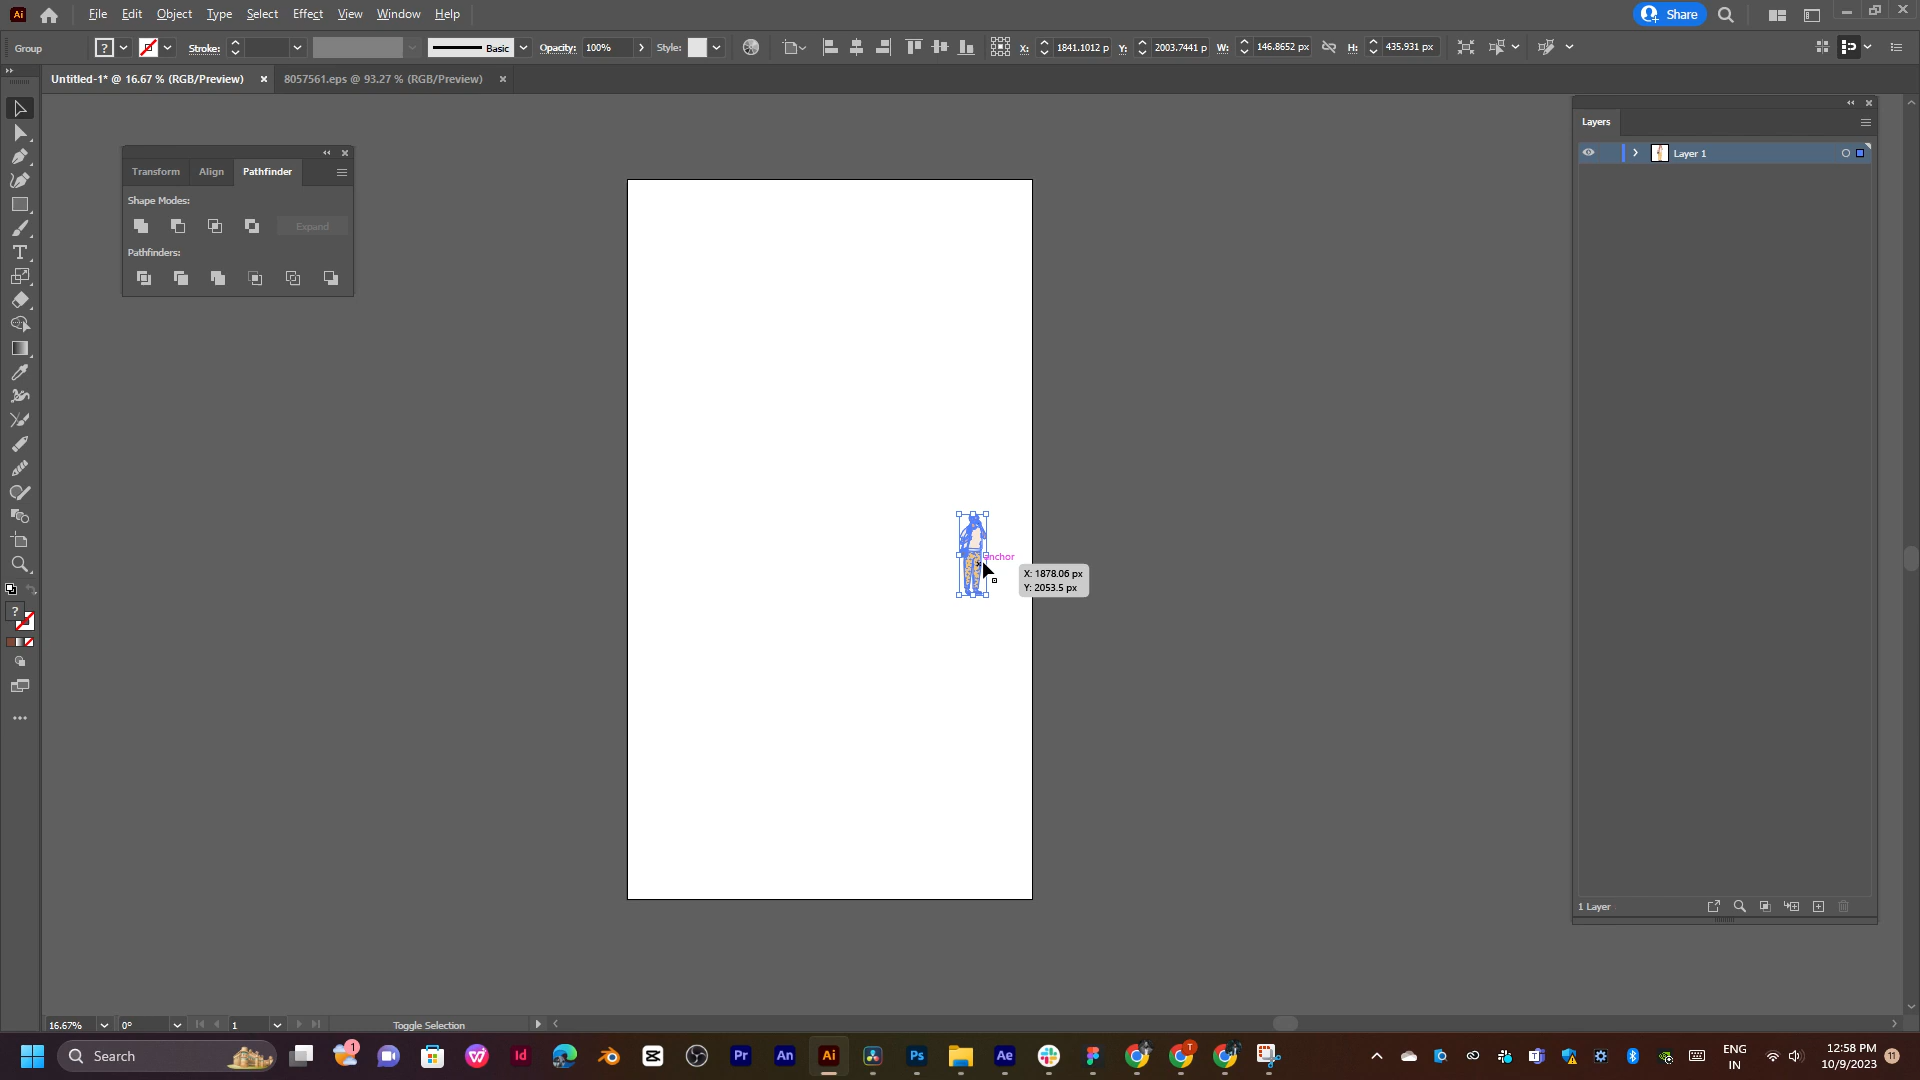 Ai File Edit Object Type Select Effect View Window Help Share
Group ? Stroke: Basic Opacity: 100% Style: X: 1841.1012 p Y: 2003.7441 p W: 146.8652 px H: 435.931 px
Untitled-1* @ 16.67 % (RGB/Preview) × 8057561.eps @ 93.27 % (RGB/Preview) ×
Layers
Transform Align Pathfinder
Layer 1
Shape Modes:
Expand
Pathfinders:
anchor
X: 1878.06 px
Y: 2053.5 px
?
1 Layer
16.67% 0° 1 Toggle Selection
Search 1 Id Pr An Ai Ps Ae T ENG 12:58 PM 11
IN 10/9/2023